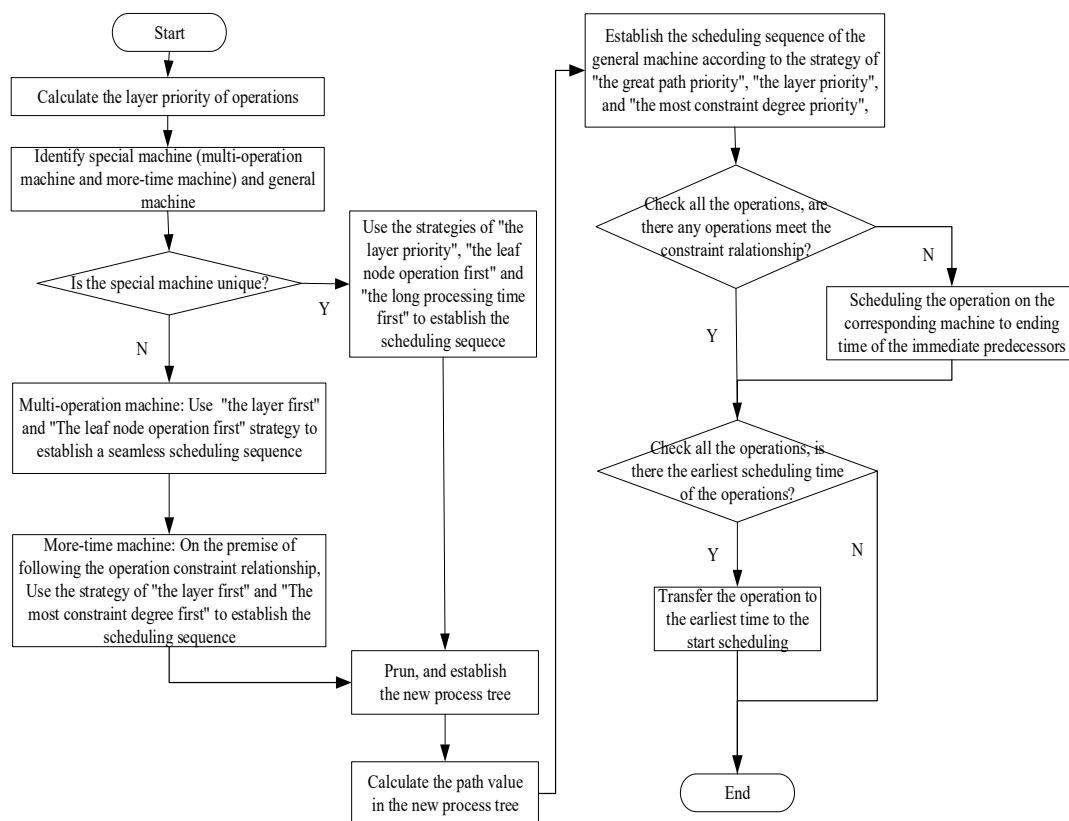 Start
Calculate the layer priority of operations
Identify special machine (multi-operation
machine and more-time machine) and general
machine
Is the special machine unique?
Y
N
Use the strategies of "the
layer priority", "the leaf
node operation first" and
"the long processing time
first" to establish the
scheduling sequece
Multi-operation machine: Use "the layer first"
and "The leaf node operation first" strategy to
establish a seamless scheduling sequence
More-time machine: On the premise of
following the operation constraint relationship,
Use the strategy of "the layer first" and "The
most constraint degree first" to establish the
scheduling sequence
Prun, and establish
the new process tree
Calculate the path value
in the new process tree
Establish the scheduling sequence of the
general machine according to the strategy of
"the great path priority", "the layer priority",
and "the most constraint degree priority",
Check all the operations, are
there any operations meet the
constraint ralationship?
N
Y
Scheduling the operation on the
corresponding machine to ending
time of the immediate predecessors
Check all the operations, is
there the earliest scheduling time
of the operations?
Y
N
Transfer the operation to
the earliest time to the
start scheduling
End